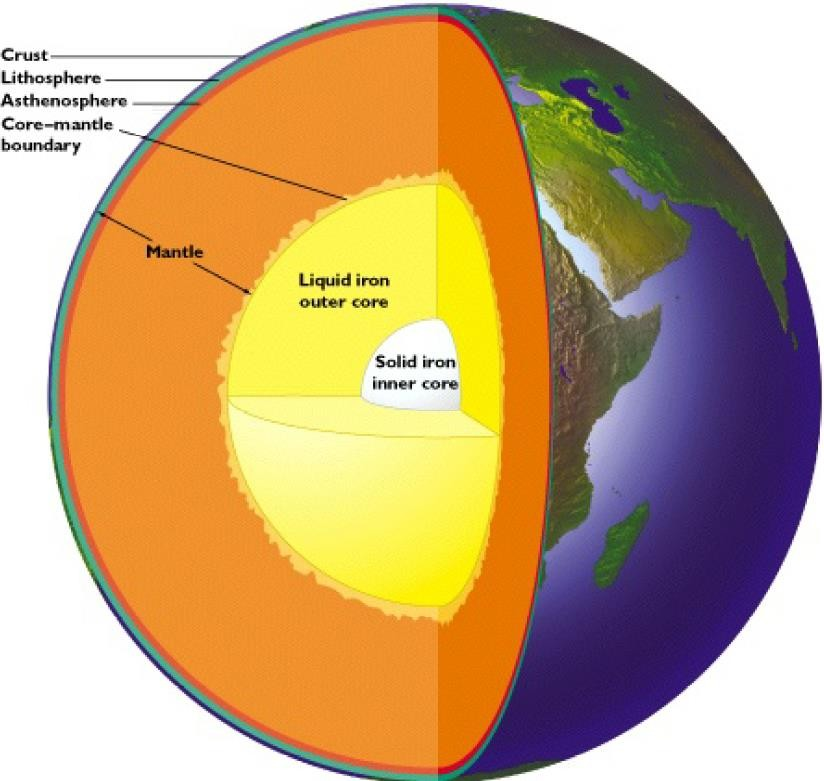 Crust
Lithosphere
Asthenosphere
Core–mantle
boundary
Mantle
Liquid iron
outer core
Solid iron
inner core